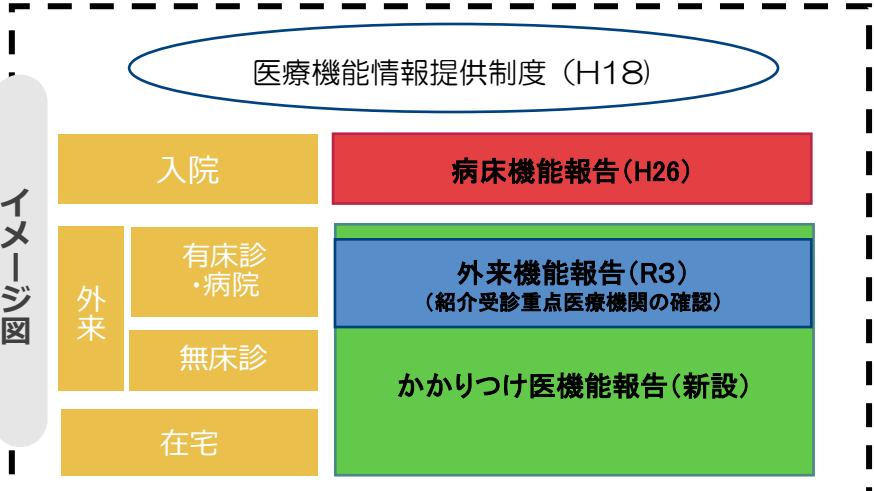 医療機能情報提供制度（H18）
イメージ図
入院
病床機能報告（H26）
外来
有床診
・病院
外来機能報告（R3）
（紹介受診重点医療機関の確認）
無床診
かかりつけ医機能報告（新設）
在宅